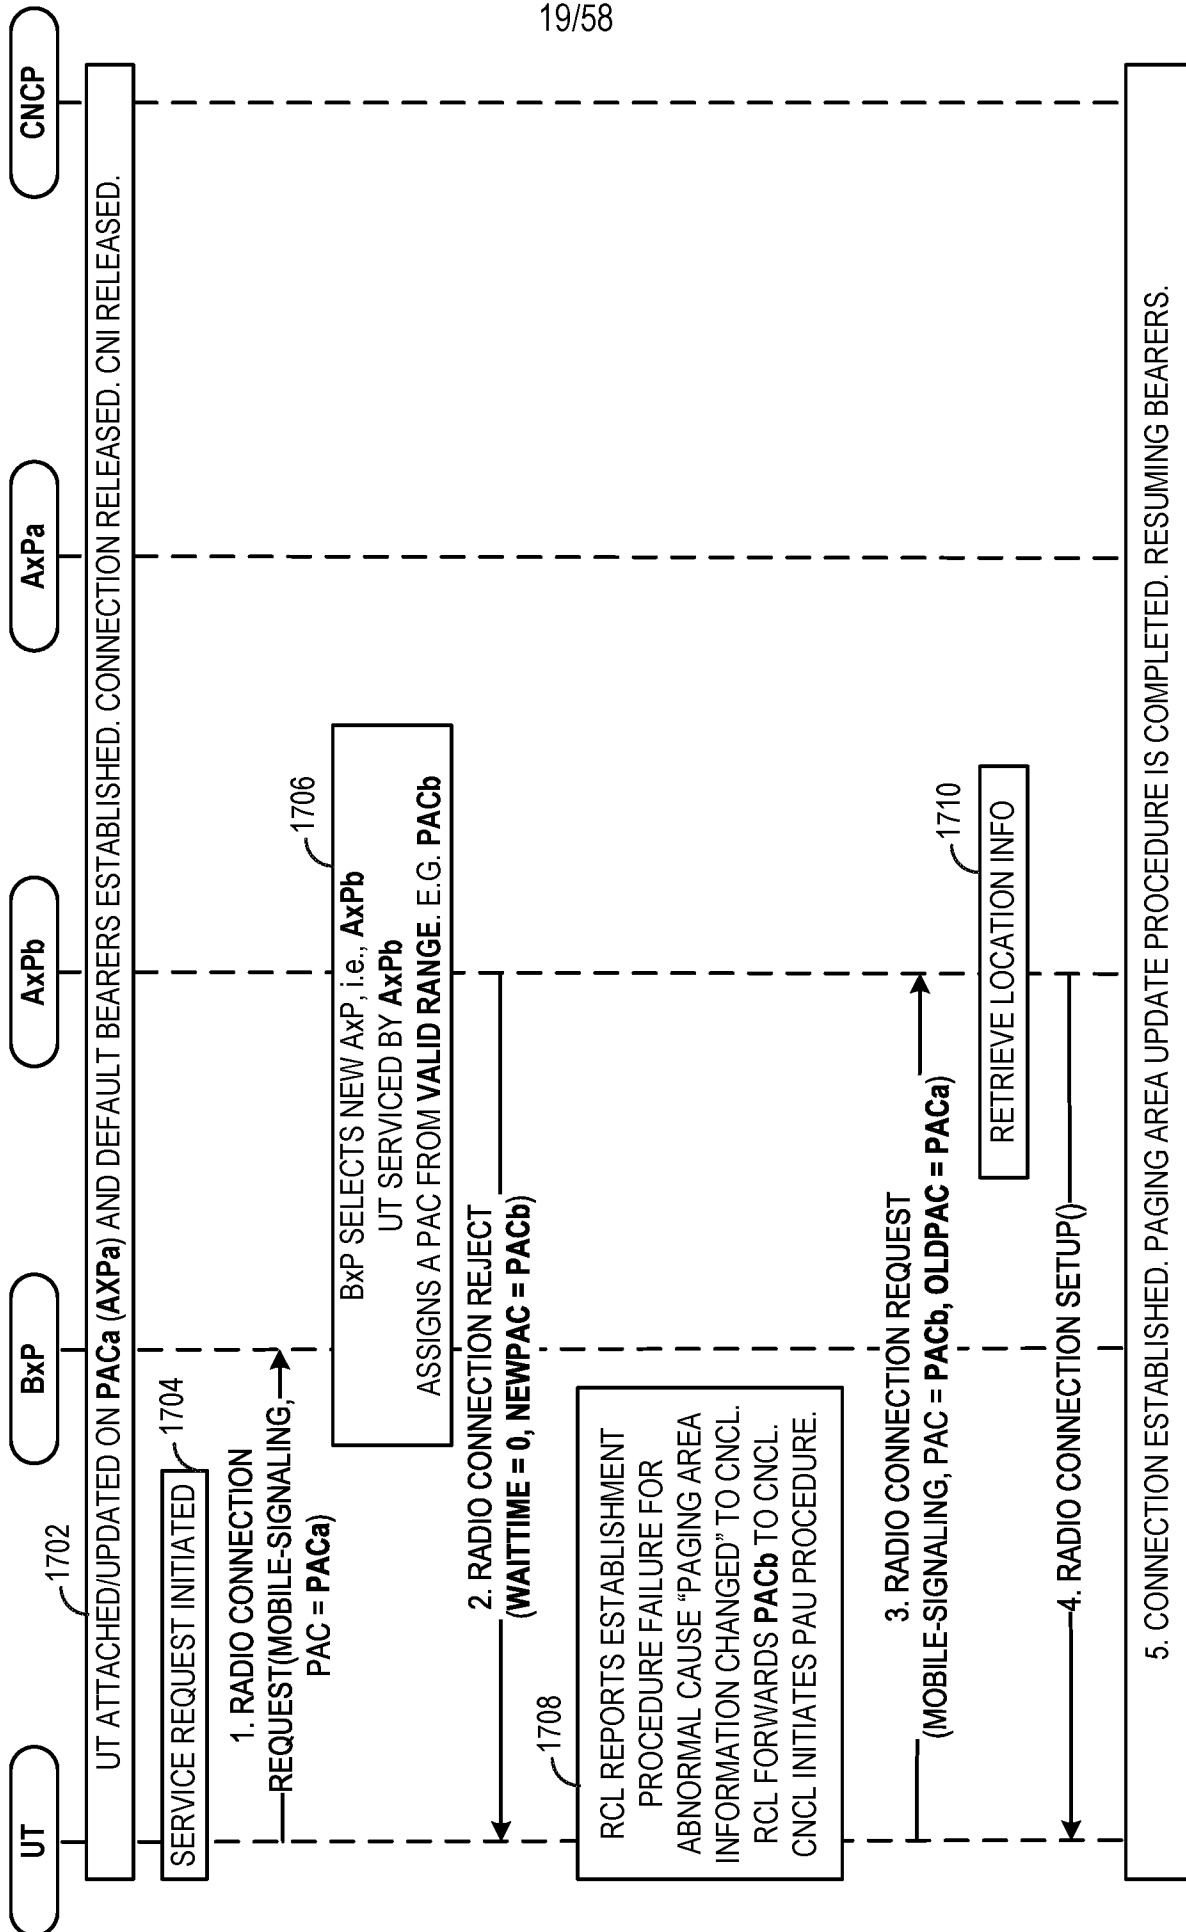 19/58
UT
BxP
AxPb
AxPa
CNCP
1702
UT ATTACHED/UPDATED ON PACa (AXPa) AND DEFAULT BEARERS ESTABLISHED. CONNECTION RELEASED. CNI RELEASED.
SERVICE REQUEST INITIATED
1704
1. RADIO CONNECTION
REQUEST(MOBILE-SIGNALING,
PAC = PACa)
1706
BxP SELECTS NEW AxP, i.e., AxPb
UT SERVICED BY AxPb
ASSIGNS A PAC FROM VALID RANGE. E.G. PACb
2. RADIO CONNECTION REJECT
(WAITTIME = 0, NEWPAC = PACb)
1708
RCL REPORTS ESTABLISHMENT
PROCEDURE FAILURE FOR
ABNORMAL CAUSE “PAGING AREA
INFORMATION CHANGED” TO CNCL.
RCL FORWARDS PACb TO CNCL.
CNCL INITIATES PAU PROCEDURE.
3. RADIO CONNECTION REQUEST
(MOBILE-SIGNALING, PAC = PACb, OLDPAC = PACa)
1710
RETRIEVE LOCATION INFO
4. RADIO CONNECTION SETUP()
5. CONNECTION ESTABLISHED. PAGING AREA UPDATE PROCEDURE IS COMPLETED. RESUMING BEARERS.